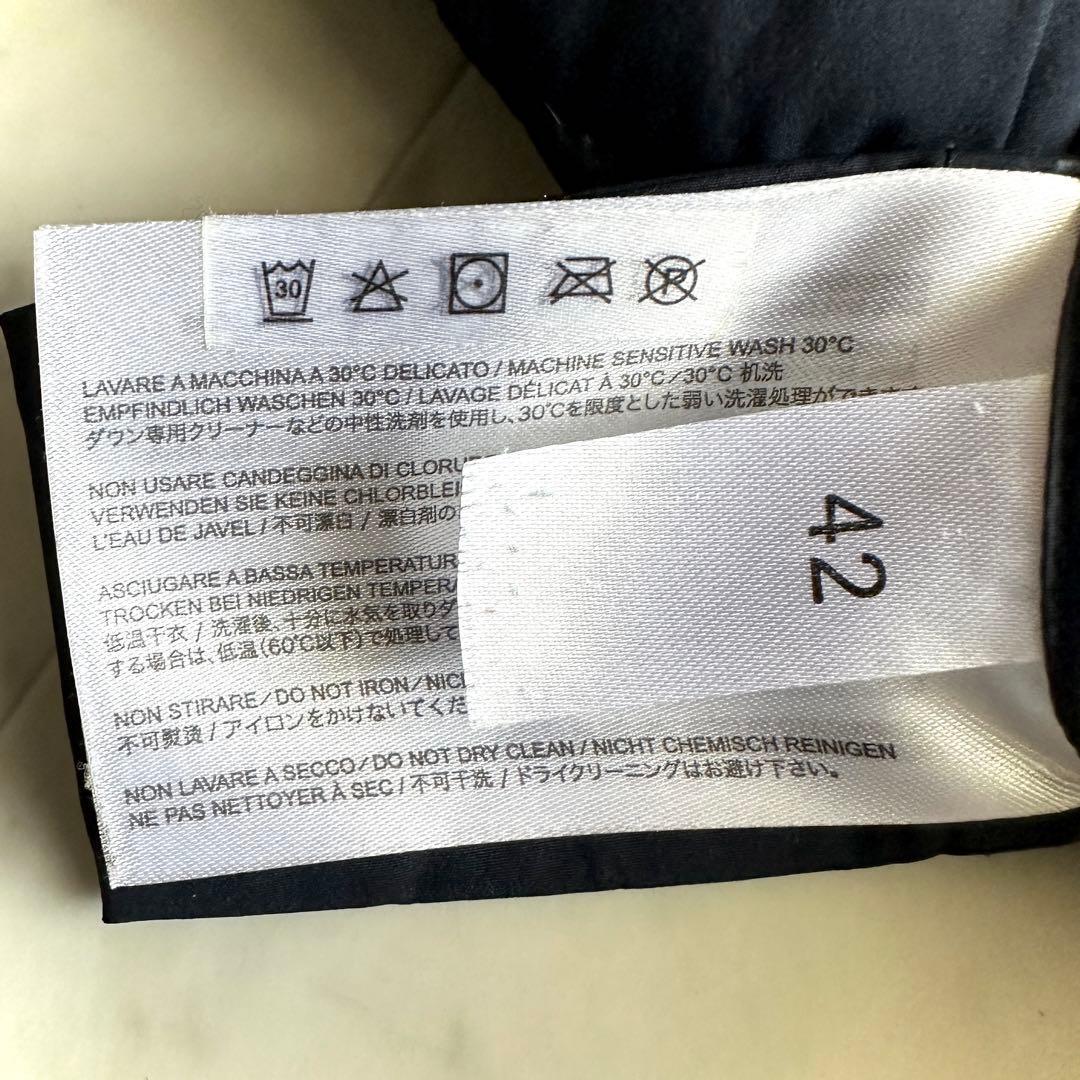 30
P
LAVARE A MACCHINA A 30°C DELICATO / MACHINE SENSITIVE WASH 30°C
EMPFINDLICH WASCHEN 30°C / LAVAGE DÉLICAT À 30°C/30°C 机洗
ダウン専用クリーナーなどの中性洗剤を使用し、30℃を限度とした弱い洗濯処理ができます
NON USARE CANDEGGINA DI
VERWENDEN SIE KEINE
L'EAU DE JAVEL / 不可漂白 / 漂白剤の
ASCIUGARE A BASSA
TROCKEN BEI NIEDRIGEN
低温干衣 / 洗濯後、十分に水気を取り
する場合は、低温(60℃以下)で処理して
NON STIRARE/DO NOT IRON/
不可熨烫 / アイロンをかけないでくだ
NON LAVARE A SECCO/DO NOT DRY CLEAN/NICHT CHEMISCH REINIGEN
NE PAS NETTOYER À SEC / 不可干洗 / ドライクリーニングはお避け下さい。
42